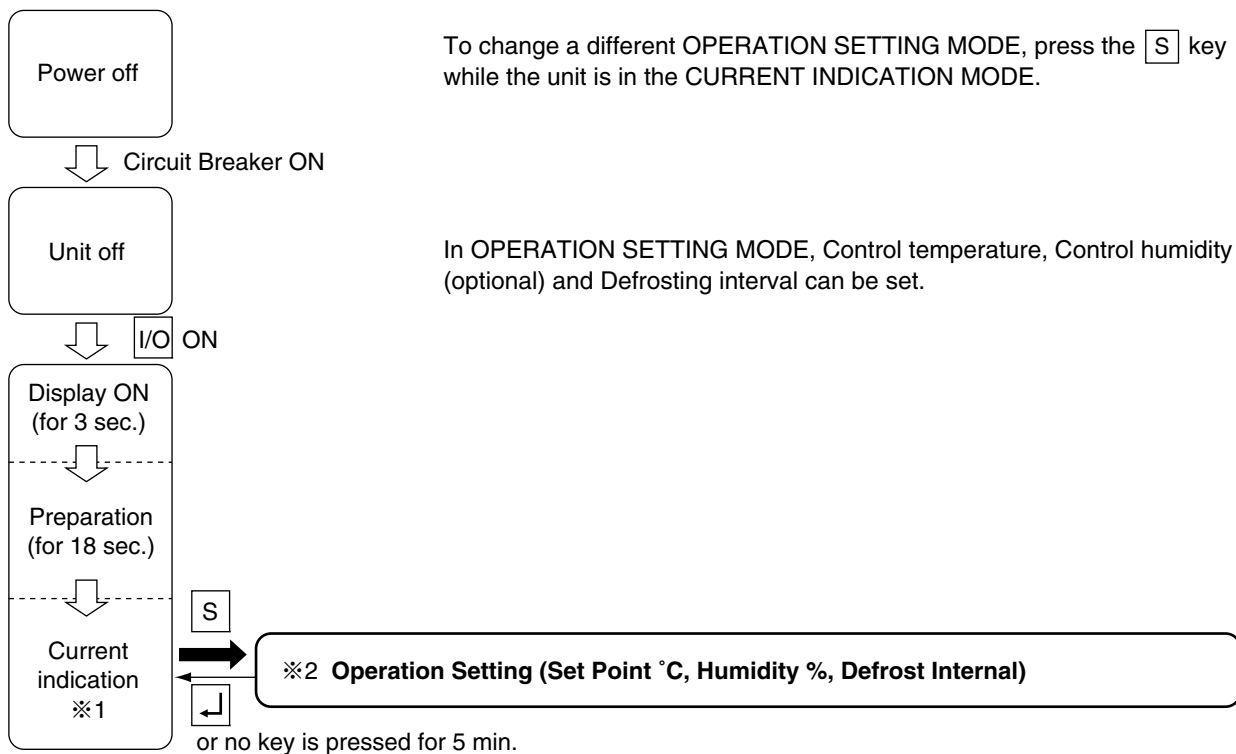 Power off
To change a different OPERATION SETTING MODE, press the S key
while the unit is in the CURRENT INDICATION MODE.
Circuit Breaker ON
Unit off
In OPERATION SETTING MODE, Control temperature, Control humidity
(optional) and Defrosting interval can be set.
I/O ON
Display ON
(for 3 sec.)
Preparation
(for 18 sec.)
S
Current
indication
※1
※2 Operation Setting (Set Point ˚C, Humidity %, Defrost Internal)
↵
or no key is pressed for 5 min.